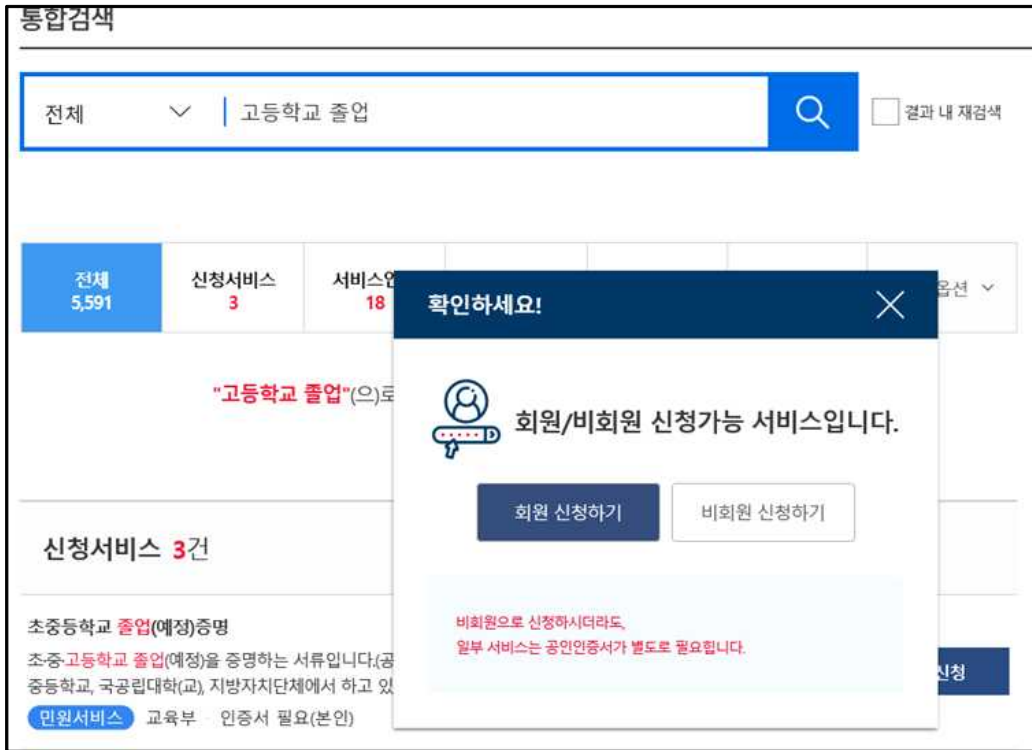 통합검색
전체
고등학교 졸업
결과 내 재검색
전체
5,591
신청서비스
3
서비스안
18
옵션
"고등학교 졸업"(으)로
확인하세요!
회원/비회원 신청가능 서비스입니다.
회원 신청하기
비회원 신청하기
비회원으로 신청하시더라도,
일부 서비스는 공인인증서가 별도로 필요합니다.
신청서비스 3건
초중등학교 졸업(예정)증명
초·중·고등학교 졸업(예정)을 증명하는 서류입니다.(공
중등학교, 국공립대학(교), 지방자치단체에서 하고 있
신청
민원서비스 교육부 인증서 필요(본인)